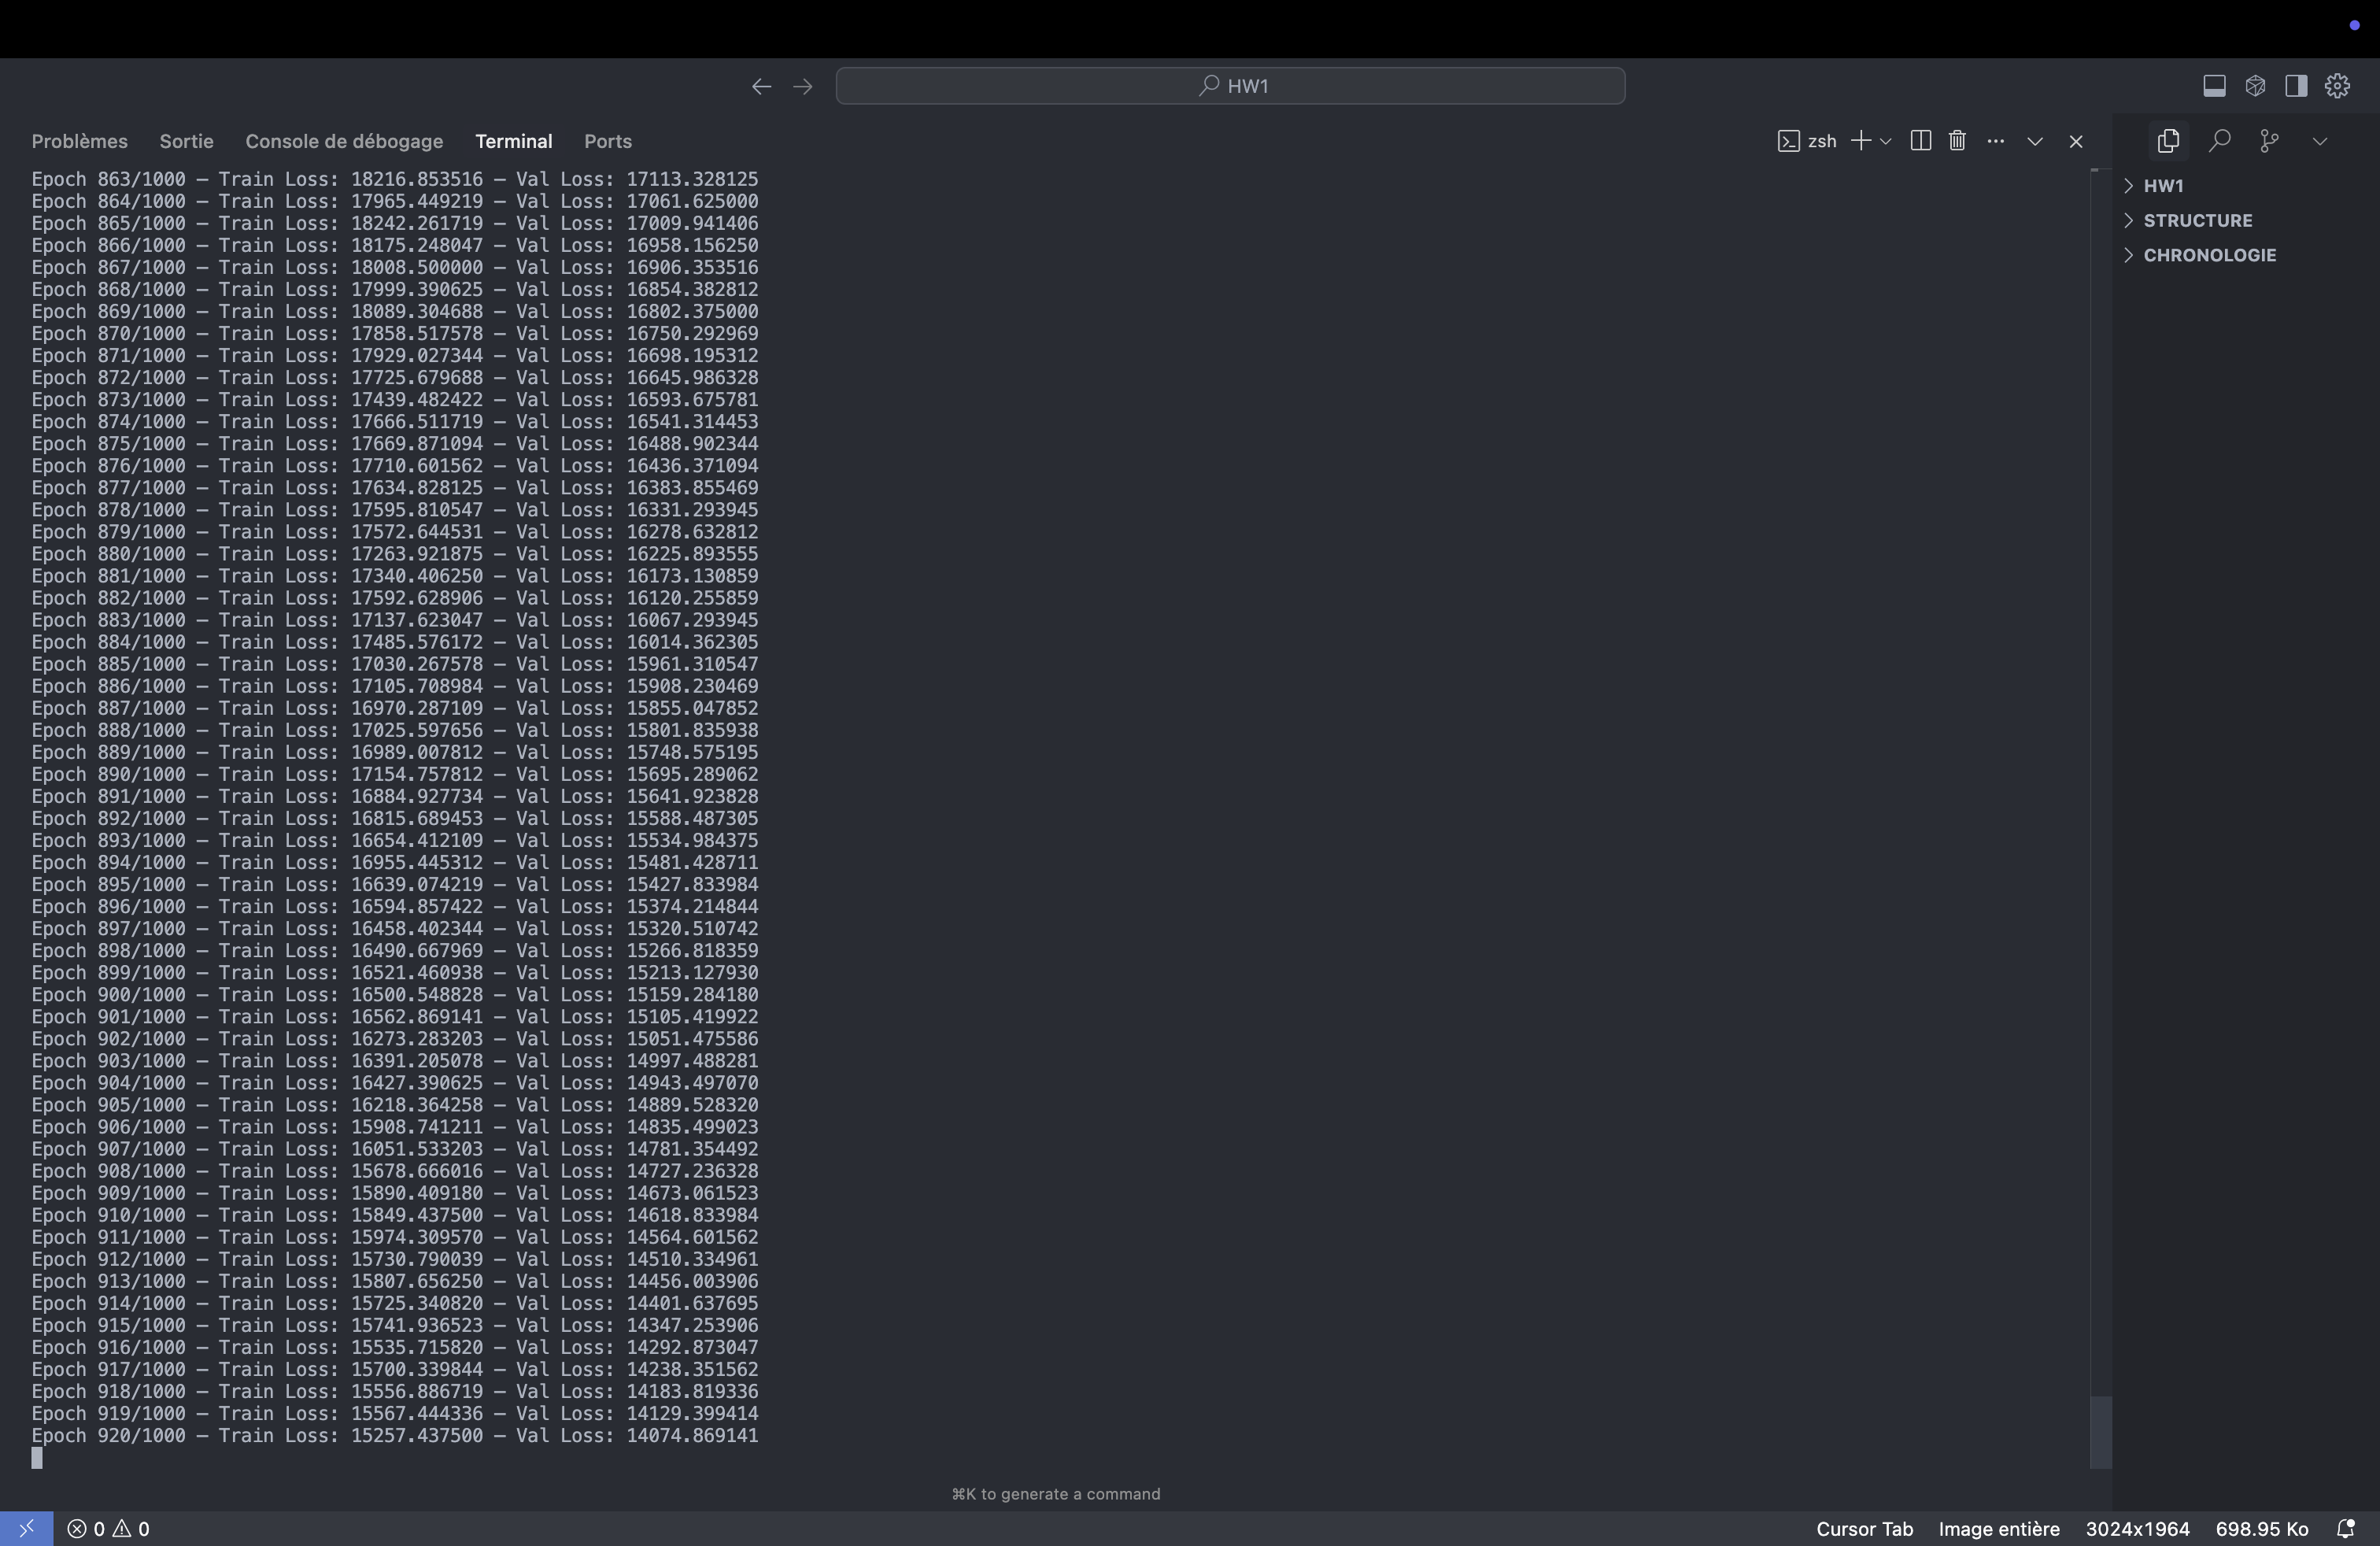 HW1
Problèmes Sortie Console de débogage Terminal Ports zsh
Epoch 863/1000 — Train Loss: 18216.853516 — Val Loss: 17113.328125
Epoch 864/1000 — Train Loss: 17965.449219 — Val Loss: 17061.625000
Epoch 865/1000 — Train Loss: 18242.261719 — Val Loss: 17009.941406
Epoch 866/1000 — Train Loss: 18175.248047 — Val Loss: 16958.156250
Epoch 867/1000 — Train Loss: 18008.500000 — Val Loss: 16906.353516
Epoch 868/1000 — Train Loss: 17999.390625 — Val Loss: 16854.382812
Epoch 869/1000 — Train Loss: 18089.304688 — Val Loss: 16802.375000
Epoch 870/1000 — Train Loss: 17858.517578 — Val Loss: 16750.292969
Epoch 871/1000 — Train Loss: 17929.027344 — Val Loss: 16698.195312
Epoch 872/1000 — Train Loss: 17725.679688 — Val Loss: 16645.986328
Epoch 873/1000 — Train Loss: 17439.482422 — Val Loss: 16593.675781
Epoch 874/1000 — Train Loss: 17666.511719 — Val Loss: 16541.314453
Epoch 875/1000 — Train Loss: 17669.871094 — Val Loss: 16488.902344
Epoch 876/1000 — Train Loss: 17710.601562 — Val Loss: 16436.371094
Epoch 877/1000 — Train Loss: 17634.828125 — Val Loss: 16383.855469
Epoch 878/1000 — Train Loss: 17595.810547 — Val Loss: 16331.293945
Epoch 879/1000 — Train Loss: 17572.644531 — Val Loss: 16278.632812
Epoch 880/1000 — Train Loss: 17263.921875 — Val Loss: 16225.893555
Epoch 881/1000 — Train Loss: 17340.406250 — Val Loss: 16173.130859
Epoch 882/1000 — Train Loss: 17592.628906 — Val Loss: 16120.255859
Epoch 883/1000 — Train Loss: 17137.623047 — Val Loss: 16067.293945
Epoch 884/1000 — Train Loss: 17485.576172 — Val Loss: 16014.362305
Epoch 885/1000 — Train Loss: 17030.267578 — Val Loss: 15961.310547
Epoch 886/1000 — Train Loss: 17105.708984 — Val Loss: 15908.230469
Epoch 887/1000 — Train Loss: 16970.287109 — Val Loss: 15855.047852
Epoch 888/1000 — Train Loss: 17025.597656 — Val Loss: 15801.835938
Epoch 889/1000 — Train Loss: 16989.007812 — Val Loss: 15748.575195
Epoch 890/1000 — Train Loss: 17154.757812 — Val Loss: 15695.289062
Epoch 891/1000 — Train Loss: 16884.927734 — Val Loss: 15641.923828
Epoch 892/1000 — Train Loss: 16815.689453 — Val Loss: 15588.487305
Epoch 893/1000 — Train Loss: 16654.412109 — Val Loss: 15534.984375
Epoch 894/1000 — Train Loss: 16955.445312 — Val Loss: 15481.428711
Epoch 895/1000 — Train Loss: 16639.074219 — Val Loss: 15427.833984
Epoch 896/1000 — Train Loss: 16594.857422 — Val Loss: 15374.214844
Epoch 897/1000 — Train Loss: 16458.402344 — Val Loss: 15320.510742
Epoch 898/1000 — Train Loss: 16490.667969 — Val Loss: 15266.818359
Epoch 899/1000 — Train Loss: 16521.460938 — Val Loss: 15213.127930
Epoch 900/1000 — Train Loss: 16500.548828 — Val Loss: 15159.284180
Epoch 901/1000 — Train Loss: 16562.869141 — Val Loss: 15105.419922
Epoch 902/1000 — Train Loss: 16273.283203 — Val Loss: 15051.475586
Epoch 903/1000 — Train Loss: 16391.205078 — Val Loss: 14997.488281
Epoch 904/1000 — Train Loss: 16427.390625 — Val Loss: 14943.497070
Epoch 905/1000 — Train Loss: 16218.364258 — Val Loss: 14889.528320
Epoch 906/1000 — Train Loss: 15908.741211 — Val Loss: 14835.499023
Epoch 907/1000 — Train Loss: 16051.533203 — Val Loss: 14781.354492
Epoch 908/1000 — Train Loss: 15678.666016 — Val Loss: 14727.236328
Epoch 909/1000 — Train Loss: 15890.409180 — Val Loss: 14673.061523
Epoch 910/1000 — Train Loss: 15849.437500 — Val Loss: 14618.833984
Epoch 911/1000 — Train Loss: 15974.309570 — Val Loss: 14564.601562
Epoch 912/1000 — Train Loss: 15730.790039 — Val Loss: 14510.334961
Epoch 913/1000 — Train Loss: 15807.656250 — Val Loss: 14456.003906
Epoch 914/1000 — Train Loss: 15725.340820 — Val Loss: 14401.637695
Epoch 915/1000 — Train Loss: 15741.936523 — Val Loss: 14347.253906
Epoch 916/1000 — Train Loss: 15535.715820 — Val Loss: 14292.873047
Epoch 917/1000 — Train Loss: 15700.339844 — Val Loss: 14238.351562
Epoch 918/1000 — Train Loss: 15556.886719 — Val Loss: 14183.819336
Epoch 919/1000 — Train Loss: 15567.444336 — Val Loss: 14129.399414
Epoch 920/1000 — Train Loss: 15257.437500 — Val Loss: 14074.869141
⌘K to generate a command
HW1
STRUCTURE
CHRONOLOGIE
0 0 Cursor Tab Image entière 3024x1964 698.95 Ko